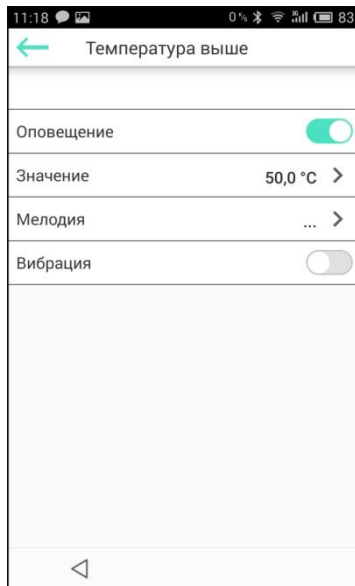 11:18 0% 83
Температура выше
Оповещение
Значение 50,0 °C
Мелодия ...
Вибрация